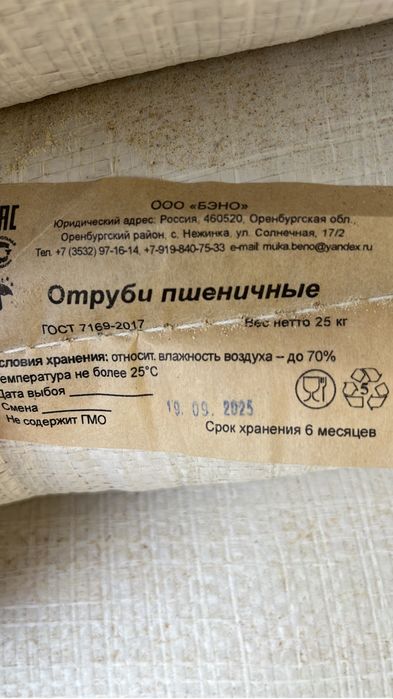 ООО «БЭНО»
Юридический адрес: Россия, 460520, Оренбургская обл.,
Оренбургский район, с. Нежинка, ул. Солнечная, 17/2
Тел. +7 (3532) 97-16-14, +7-919-840-75-33 e-mail: muka.beno@yandex.ru
Отруби пшеничные
ГОСТ 7169-2017 Вес нетто 25 кг
словия хранения: относит. влажность воздуха – до 70%
емпература не более 25°С
Дата выбоя
Смена 19. 09. 2025
Не содержит ГМО
Срок хранения 6 месяцев
5